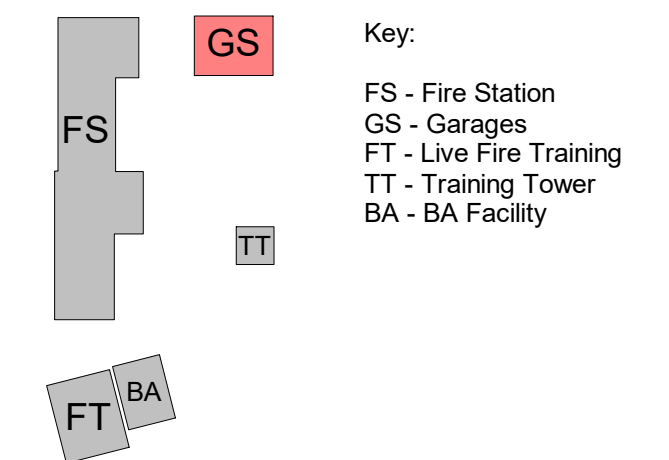 GS
FS
TT
BA
FT
Key:
FS - Fire Station
GS - Garages
FT - Live Fire Training
TT - Training Tower
BA - BA Facility